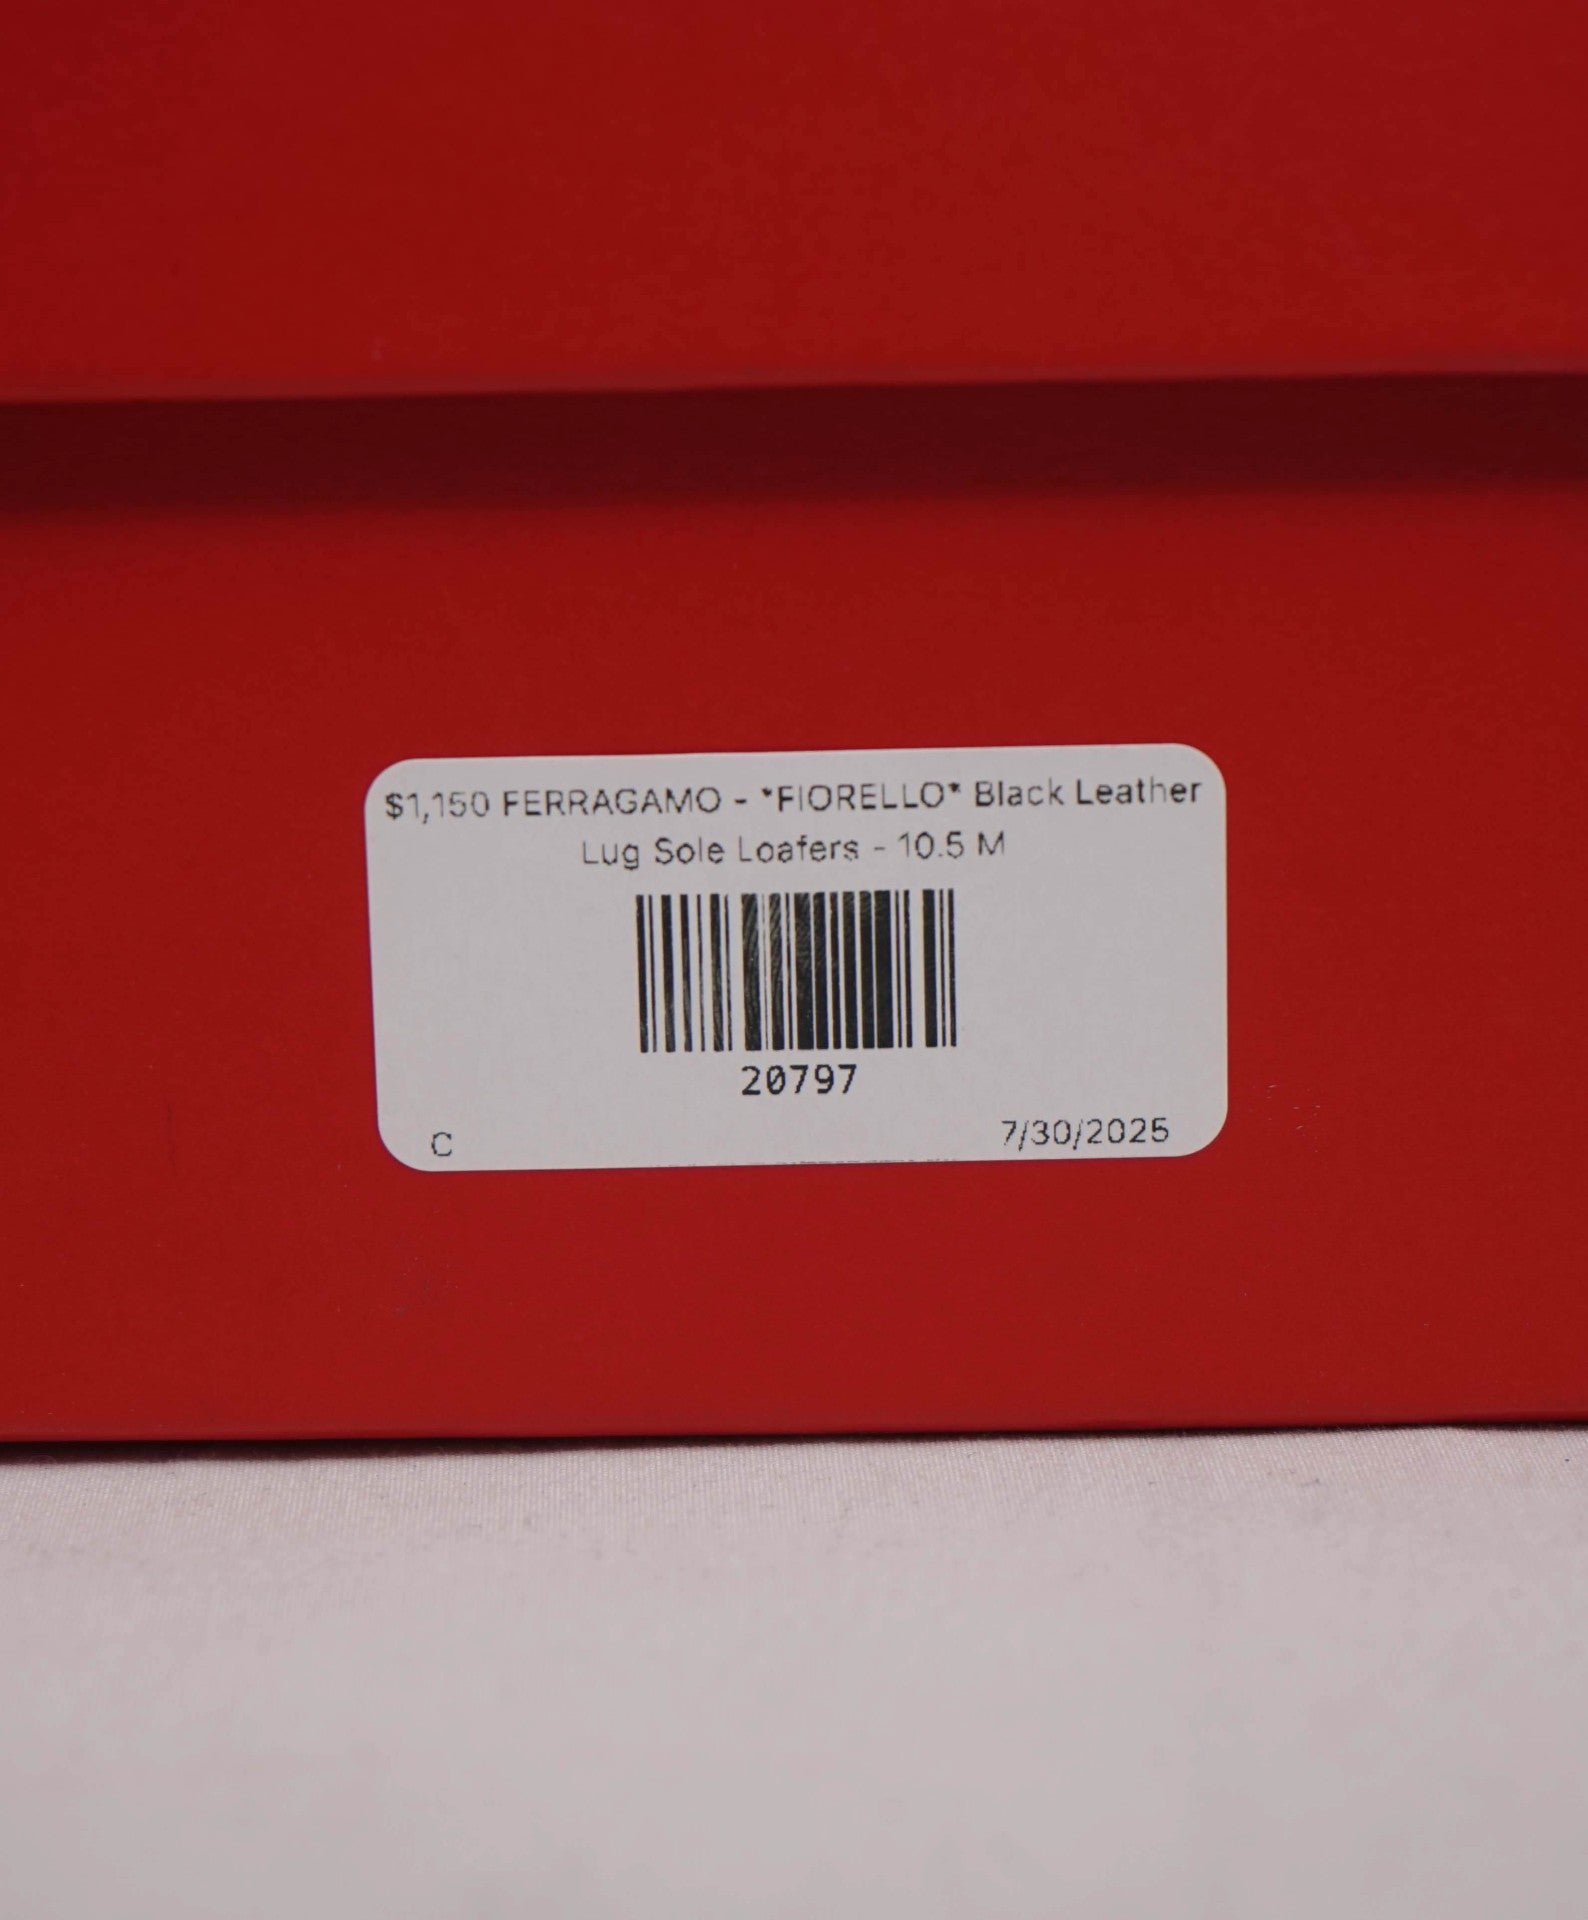 $1,150 FERRAGAMO - *FIORELLO* Black Leather
Lug Sole Loafers - 10.5 M
20797
C 7/30/2025